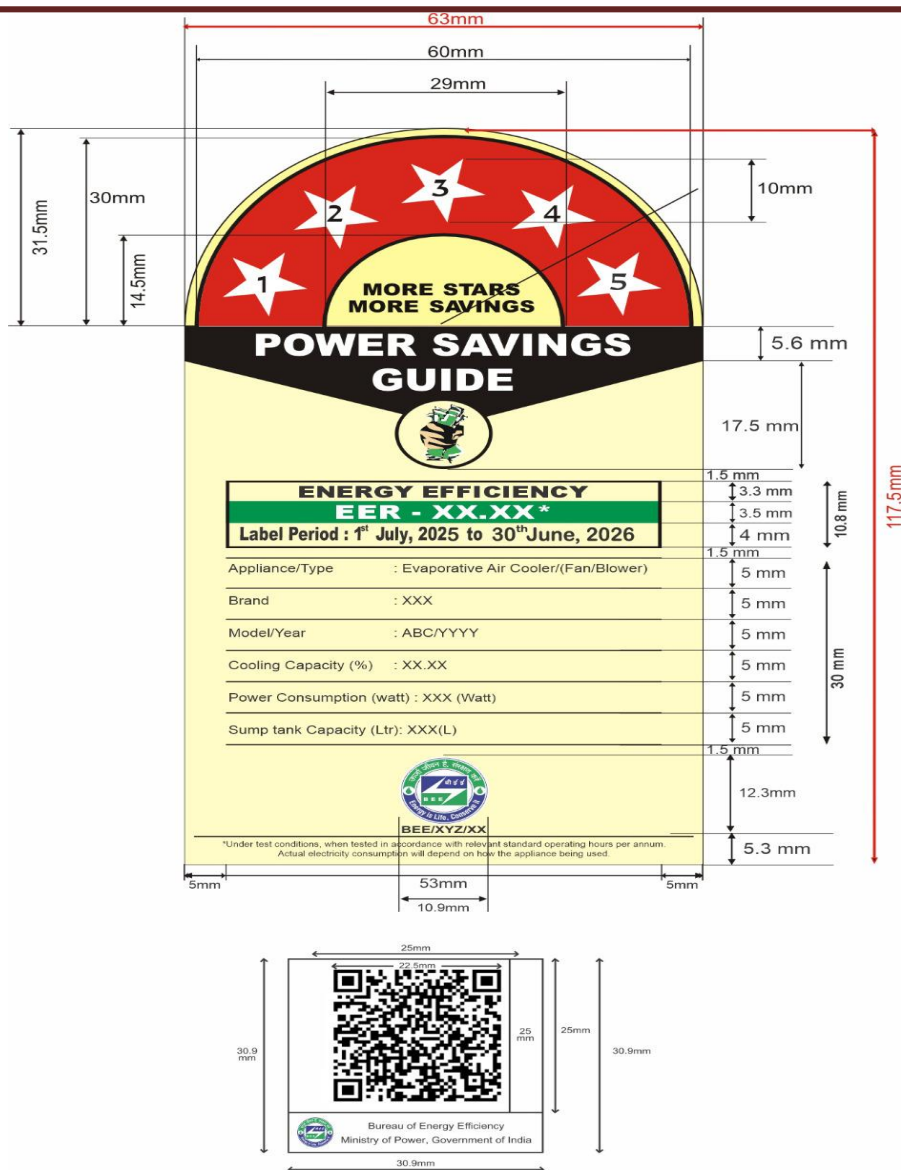 63mm
60mm
29mm
31.5mm
30mm
14.5mm
10mm
117.5mm
1
2
3
4
5
MORE STARS
MORE SAVINGS
POWER SAVINGS
GUIDE
5.6 mm
17.5 mm
1.5 mm
ENERGY EFFICIENCY
3.3 mm
EER - XX.XX*
3.5 mm
10.8 mm
Label Period : 1st July, 2025 to 30th June, 2026
4 mm
1.5 mm
Appliance/Type : Evaporative Air Cooler/(Fan/Blower)
5 mm
Brand : XXX
5 mm
Model/Year : ABC/YYYY
5 mm
Cooling Capacity (%) : XX.XX
5 mm
30 mm
Power Consumption (watt) : XXX (Watt)
5 mm
Sump tank Capacity (Ltr): XXX(L)
5 mm
1.5 mm
BEE
Energy is Life, Conserve it
12.3mm
BEE/XYZ/XX
*Under test conditions, when tested in accordance with relevant standard operating hours per annum.
Actual electricity consumption will depend on how the appliance being used.
5.3 mm
5mm
53mm
5mm
10.9mm
25mm
22.5mm
30.9
mm
25
mm
25mm
30.9mm
Bureau of Energy Efficiency
Ministry of Power, Government of India
30.9mm